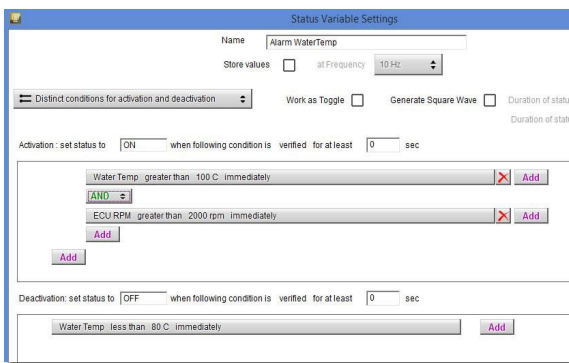 Status Variable Settings
Name Alarm WaterTemp
Store values at Frequency 10 Hz
Distinct conditions for activation and deactivation Work as Toggle Generate Square Wave Duration of statu
Duration of stat
Activation : set status to ON when following condition is verified for at least 0 sec
Water Temp greater than 100 C immediately Add
AND
ECU RPM greater than 2000 rpm immediately Add
Add
Add
Deactivation: set status to OFF when following condition is verified for at least 0 sec
Water Temp less than 80 C immediately Add